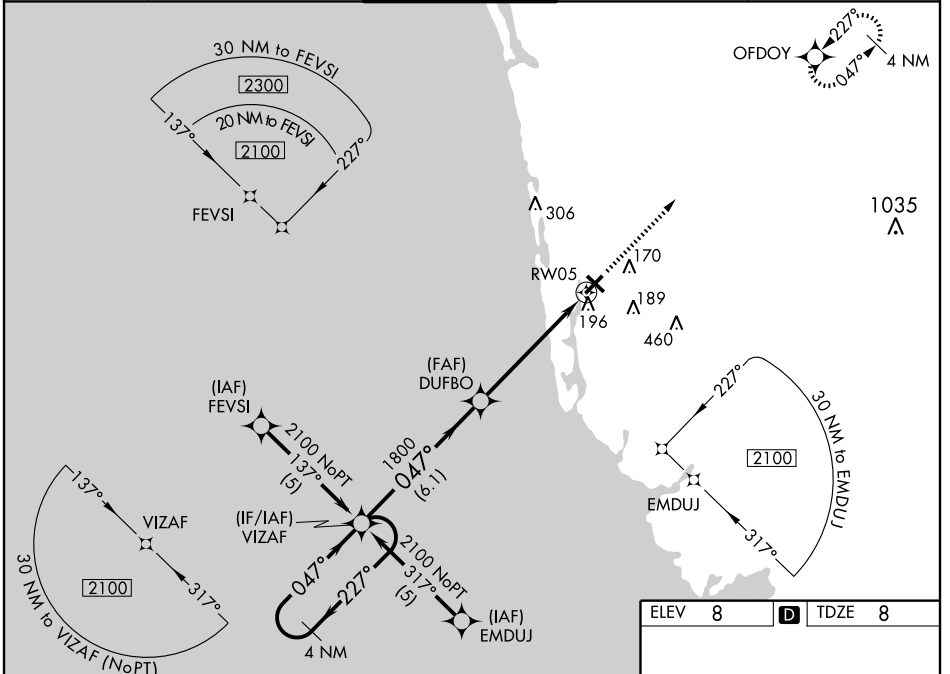 30 NM to FEVSI
2300
20 NM to FEVSI
2100
137°
227°
FEVSI
OFDOY
227°
047°
4 NM
306
1035
RW05
170
189
196
460
(FAF)
DUFBO
(IAF)
FEVSI
2100 NoPT
137°
(5)
1800
047°
(6.1)
227°
30 NM to EMDUJ
2100
EMDUJ
317°
137°
VIZAF
2100
317°
30 NM to VIZAF (NoPT)
(IF/IAF)
VIZAF
047°
227°
4 NM
2100 NoPT
317°
(5)
(IAF)
EMDUJ
ELEV 8 D TDZE 8